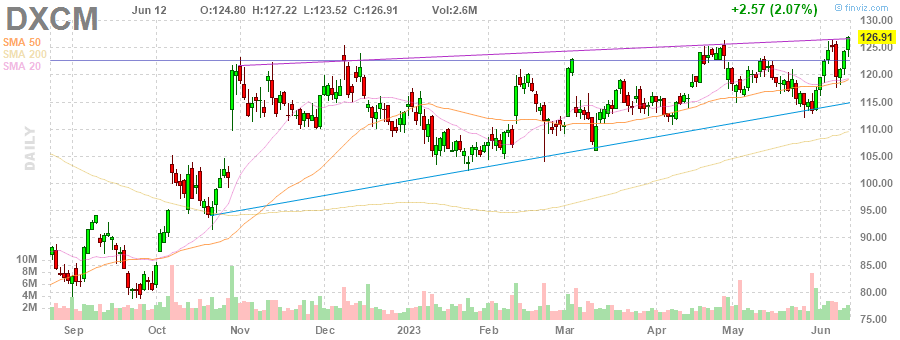 DXCM Jun 12 O:124.80 H:127.22 L:123.52 C:126.91 Vol:2.6M +2.57 (2.07%) © finviz.com
SMA 50
SMA 200
SMA 20
DAILY
130.00
126.91
125.00
120.00
115.00
110.00
105.00
100.00
95.00
90.00
85.00
80.00
75.00
10M
8M
6M
4M
2M
Sep Oct Nov Dec 2023 Feb Mar Apr May Jun